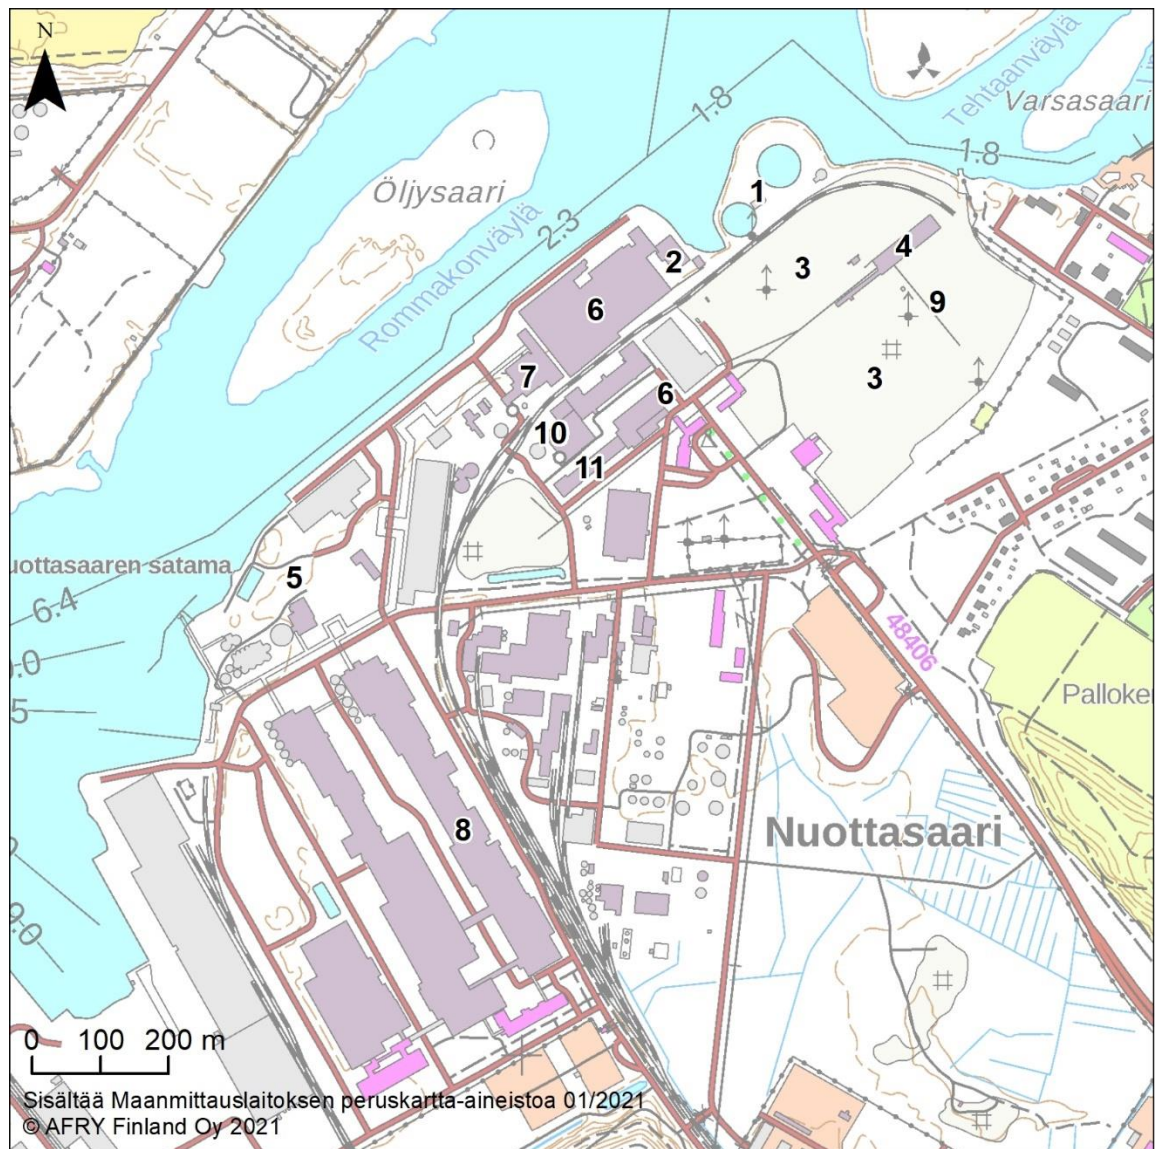 N
Öljysaari
Rommakonväylä
2.3
1.8
Tehtaanväylä
Varsasaari
1.8
1
2
3
4
9
6
3
7
6
10
11
uottasaaren satama
5
6.4
48406
Palloke
8
Nuottasaari
0 100 200 m
Sisältää Maanmittauslaitoksen peruskartta-aineistoa 01/2021
© AFRY Finland Oy 2021